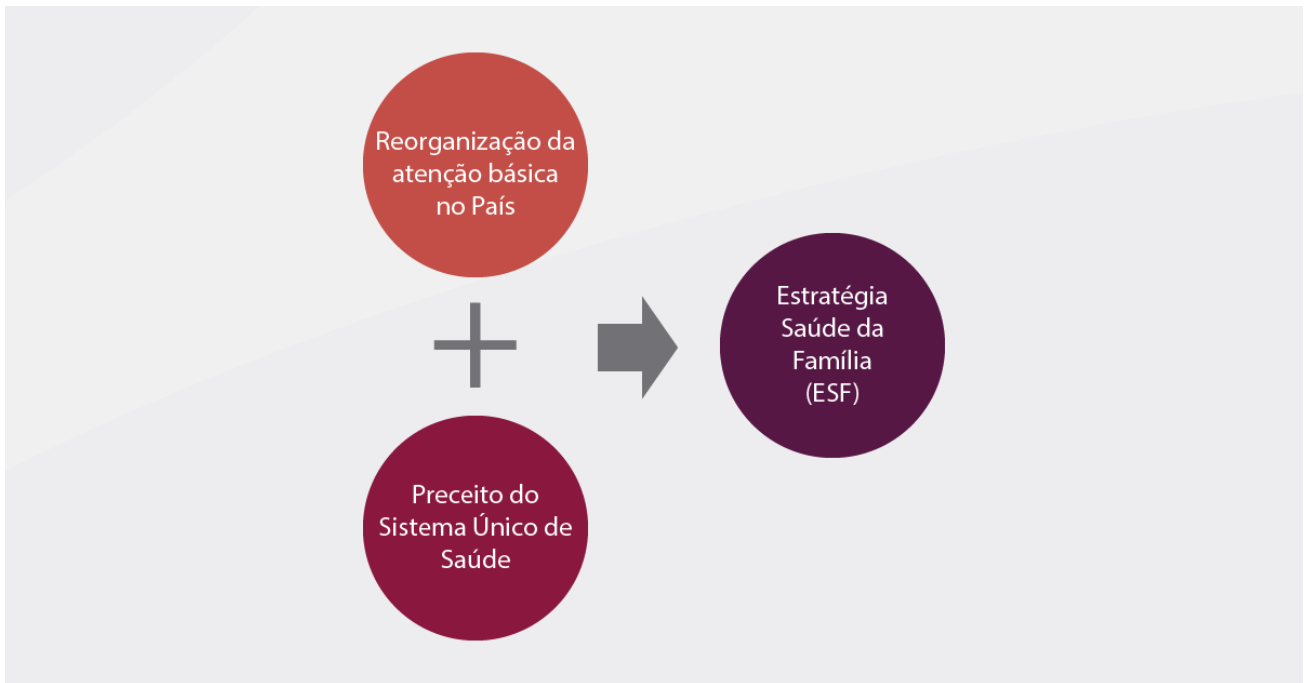 Reorganização da
atenção básica
no País
Preceito do
Sistema Único de
Saúde
Estratégia
Saúde da
Família
(ESF)